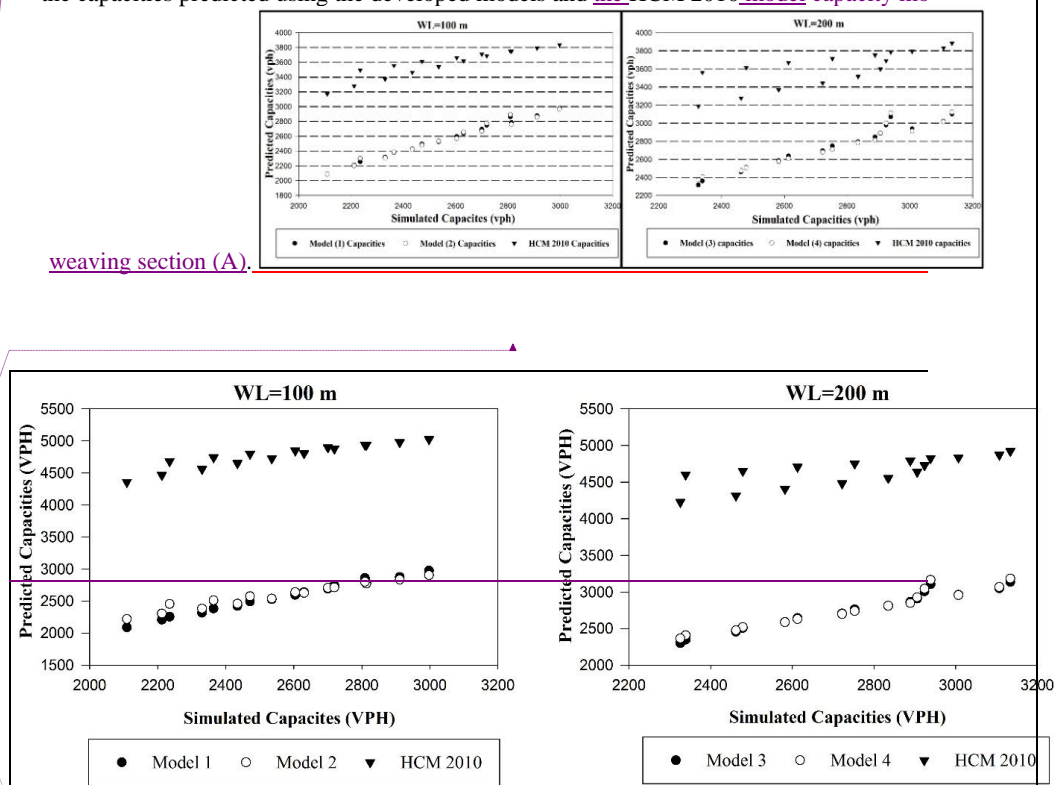 the capacities predicted using the developed models and the HCM 2010 model capacity mo
WL=100 m
4000
3800
3600
3400
3200
3000
2800
2600
2400
2200
2000
1800
Predicted Capacities (vph)
2000 2200 2400 2600 2800 3000 3200
Simulated Capacites (vph)
Model (1) Capacities Model (2) Capacities HCM 2010 Capacities
WL=200 m
4000
3800
3600
3400
3200
3000
2800
2600
2400
2200
Predicted Capacities (vph)
2200 2400 2600 2800 3000 3200
Simulated Capacities (vph)
Model (3) capacities Model (4) capacities HCM 2010 capacities
weaving section (A).
WL=100 m
5500
5000
4500
4000
3500
3000
2500
2000
1500
Predicted Capacities (VPH)
2000 2200 2400 2600 2800 3000 3200
Simulated Capacites (VPH)
Model 1 Model 2 HCM 2010
WL=200 m
5500
5000
4500
4000
3500
3000
2500
2000
Predicted Capacities (VPH)
2200 2400 2600 2800 3000 3200
Simulated Capacities (VPH)
Model 3 Model 4 HCM 2010